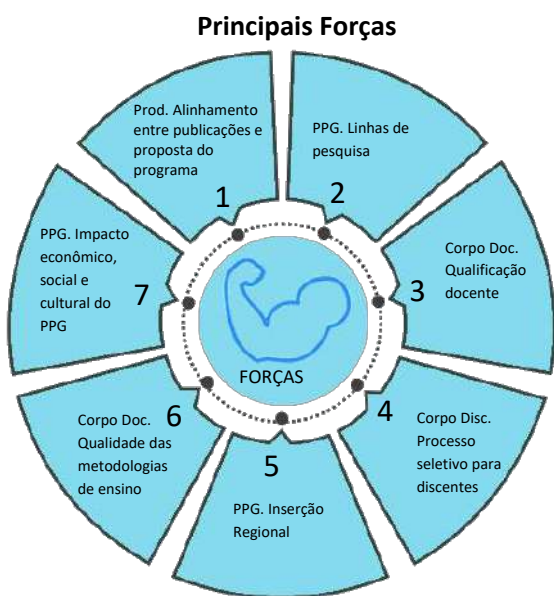 Principais Forças
Prod. Alinhamento
entre publicações e
proposta do
programa
1
PPG. Linhas de
pesquisa
2
Corpo Doc.
Qualificação
docente
3
Corpo Disc.
Processo
seletivo para
discentes
4
PPG. Inserção
Regional
5
Corpo Doc.
Qualidade das
metodologias
de ensino
6
PPG. Impacto
econômico,
social e
cultural do
PPG
7
FORÇAS